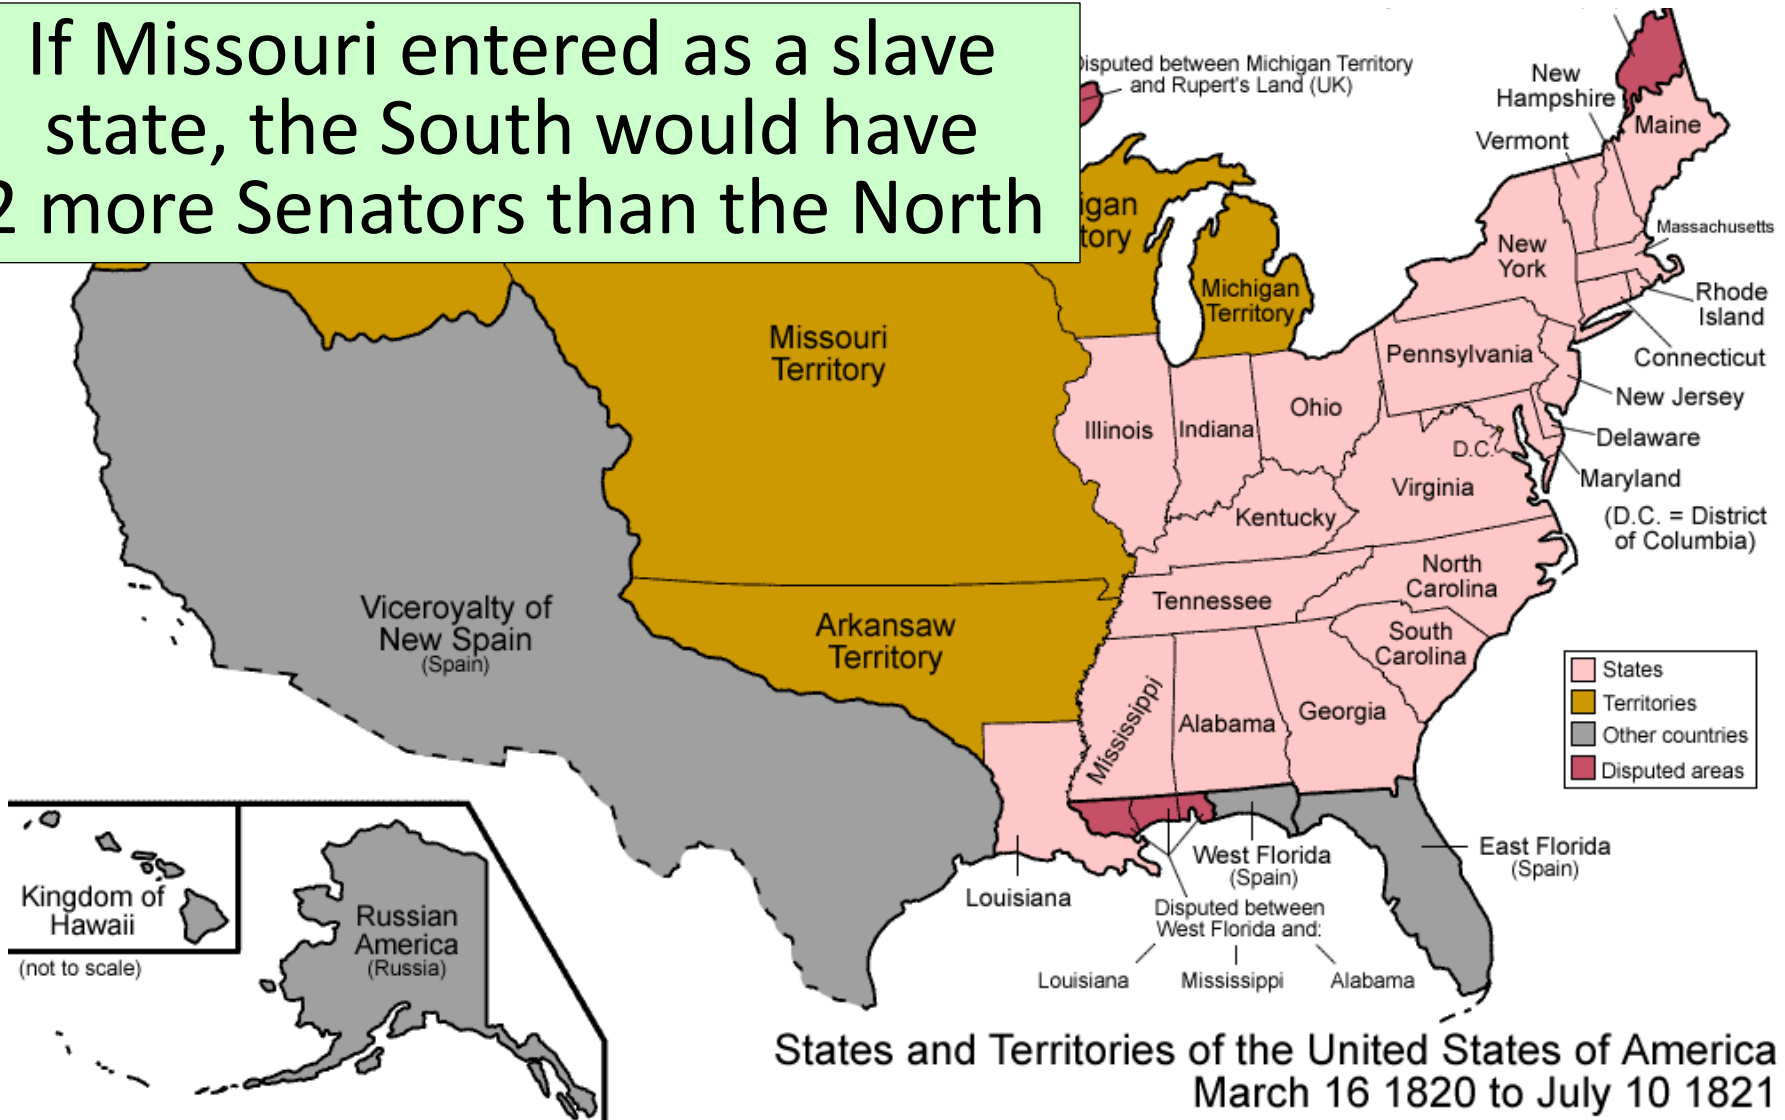 If Missouri entered as a slave
state, the South would have
2 more Senators than the North
Disputed between Michigan Territory
and Rupert's Land (UK)
New
Hampshire
Vermont
Maine
Massachusetts
New
York
Rhode
Island
Connecticut
New Jersey
Delaware
Maryland
(D.C. = District
of Columbia)
igan
tory
Michigan
Territory
Missouri
Territory
Pennsylvania
Ohio
Illinois
Indiana
D.C.
Virginia
Kentucky
North
Carolina
Tennessee
South
Carolina
Viceroyalty of
New Spain
(Spain)
Arkansaw
Territory
Mississippi
Alabama
Georgia
States
Territories
Other countries
Disputed areas
Louisiana
West Florida
(Spain)
East Florida
(Spain)
Disputed between
West Florida and:
Louisiana
Mississippi
Alabama
Kingdom of
Hawaii
(not to scale)
Russian
America
(Russia)
States and Territories of the United States of America
March 16 1820 to July 10 1821